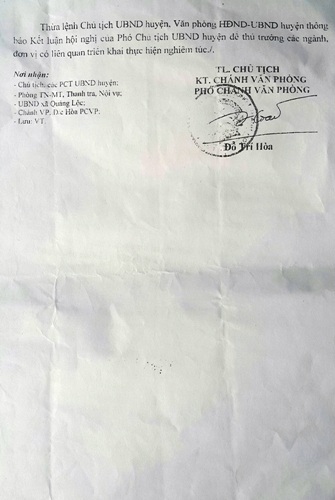 Thừa lệnh Chủ tịch UBND huyện, Văn phòng HĐND-UBND huyện thông
báo Kết luận hội nghị của Phó Chủ tịch UBND huyện để thủ trưởng các ngành,
đơn vị có liên quan triển khai thực hiện nghiêm túc./.
Nơi nhận:
- Chủ tịch; các PCT UBND huyện;
- Phòng TN-MT, Thanh tra, Nội vụ;
- UBND xã Quảng Lộc;
- Chánh VP, Đ/c Hòa PCVP;
- Lưu: VT.
TL. CHỦ TỊCH
KT. CHÁNH VĂN PHÒNG
PHÓ CHÁNH VĂN PHÒNG
Đỗ Trí Hòa